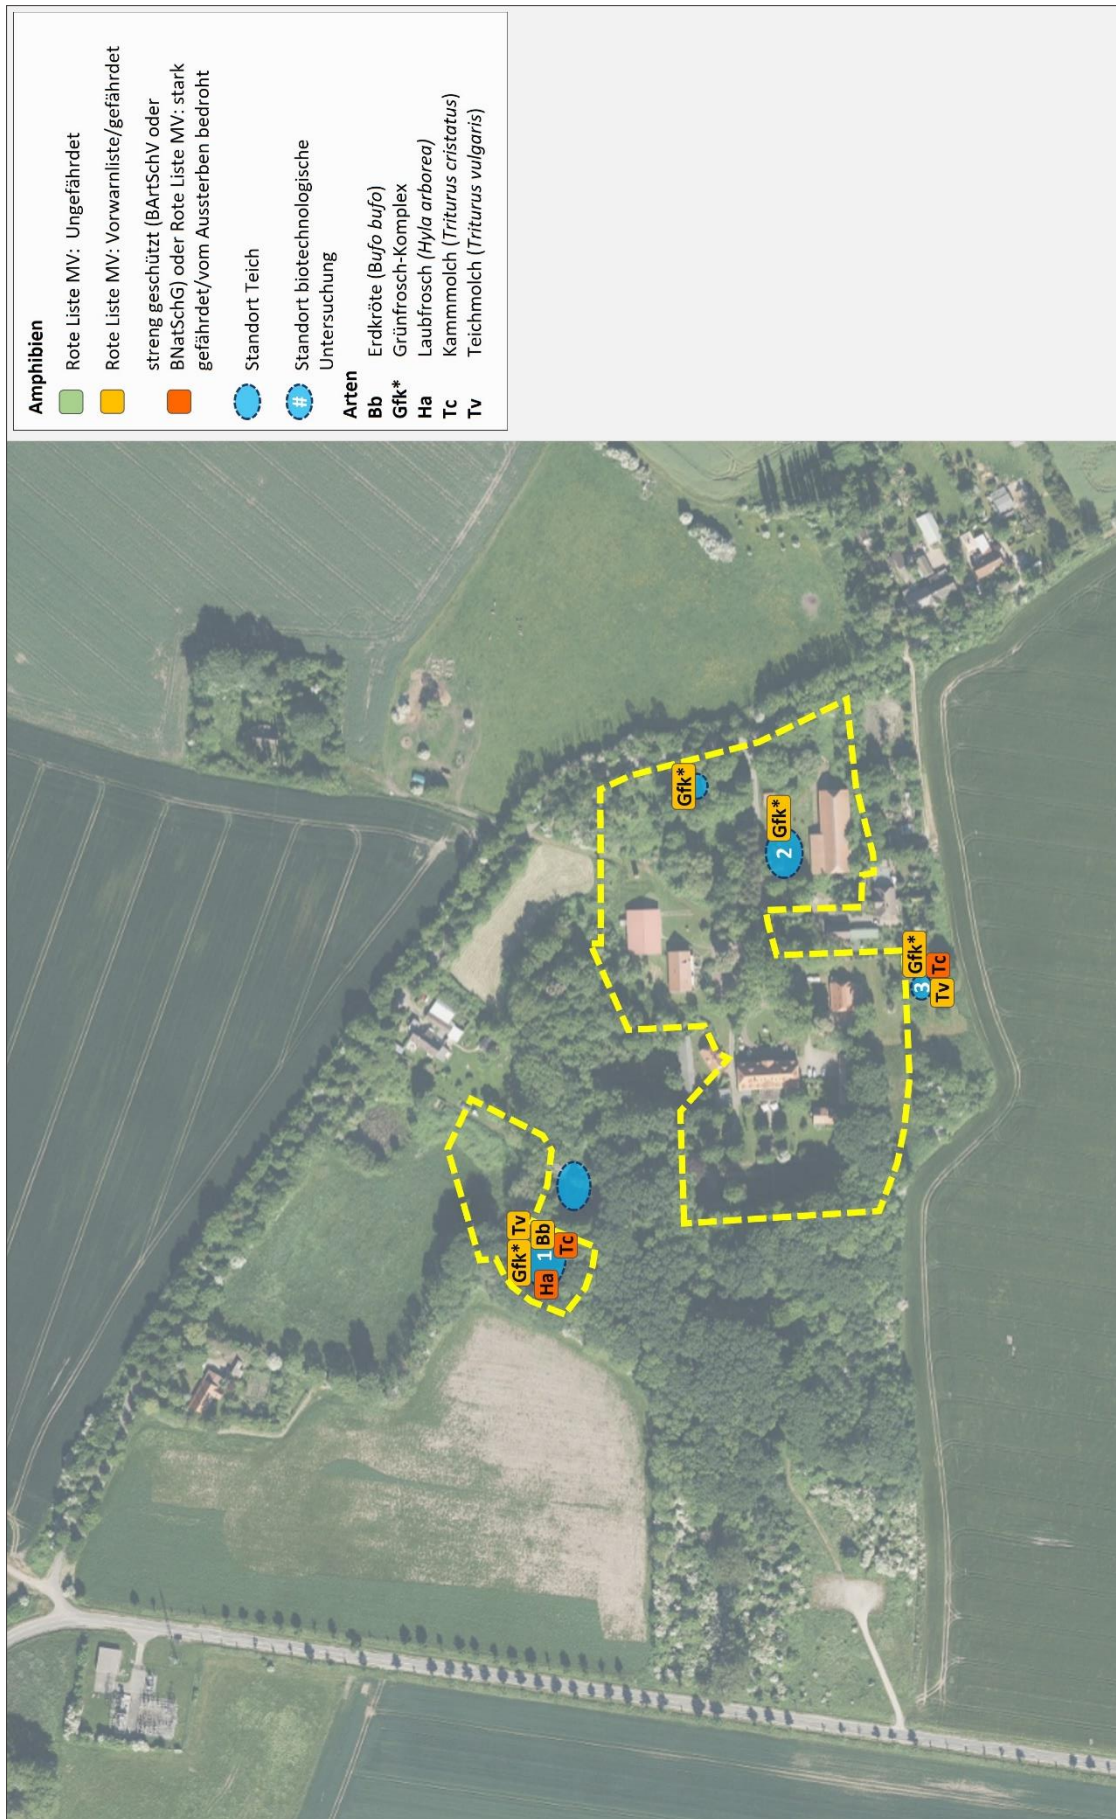 Amphibien
Rote Liste MV: Ungefährdet
Rote Liste MV: Vorwarnliste/gefährdet
streng geschützt (BArtSchV oder
BNatSchG) oder Rote Liste MV: stark
gefährdet/vom Aussterben bedroht
Standort Teich
# Standort biotechnologische
Untersuchung
Arten
Bb Erdkröte (Bufo bufo)
Gfk* Grünfrosch-Komplex
Ha Laubfrosch (Hyla arborea)
Tc Kammmolch (Triturus cristatus)
Tv Teichmolch (Triturus vulgaris)
Gfk* Tv
1 Bb
Ha Tc
Gfk*
2 Gfk*
Gfk*
3 Tc
Tv